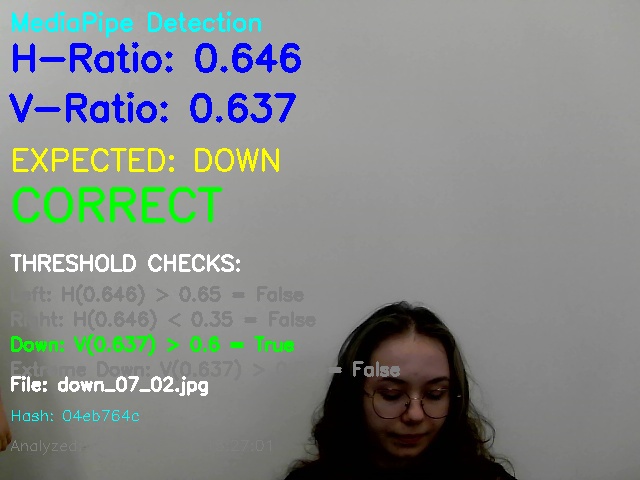 MediaPipe Detection
H-Ratio: 0.646
V-Ratio: 0.637
EXPECTED: DOWN
CORRECT
THRESHOLD CHECKS:
Left: H(0.646) > 0.65 = False
Right: H(0.646) < 0.35 = False
Down: V(0.637) > 0.6 = True
Extreme Down: V(0.637) > = False
File: down_07_02.jpg
Hash: 04eb764c
Analyzed: 27:01